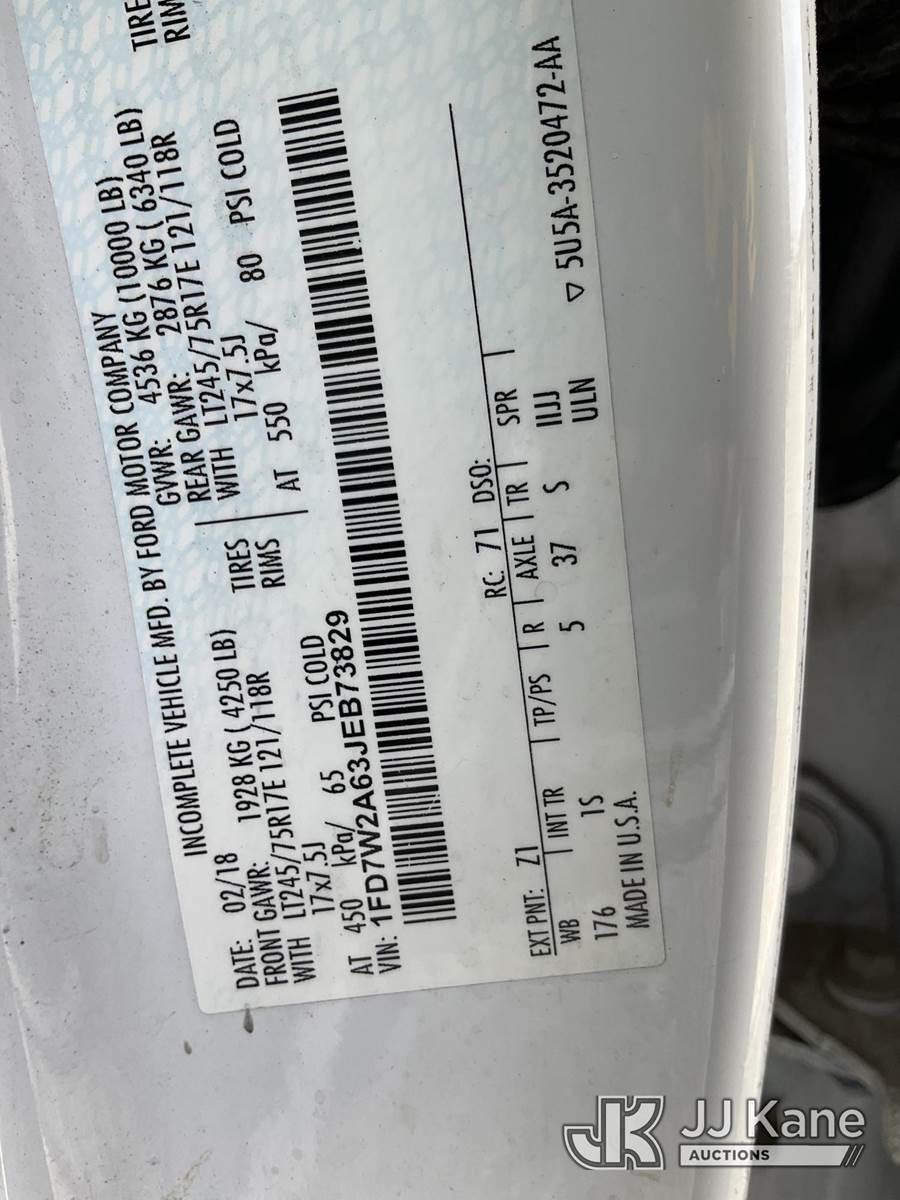 INCOMPLETE VEHICLE MFD. BY FORD MOTOR COMPANY
DATE: 02/18 GVWR: 4536 KG (10000 LB)
FRONT GAWR: 1928 KG ( 4250 LB) REAR GAWR: 2876 KG ( 6340 LB)
WITH LT245/75R17E 121/118R TIRES WITH LT245/75R17E 121/118R TIRE
17x7.5J RIMS 17x7.5J RIM
AT 450 kPa/ 65 PSI COLD AT 550 kPa/ 80 PSI COLD
VIN: 1FD7W2A63JEB73829
EXT PNT: Z1 RC: 71 DSO:
WB INT TR TP/PS R AXLE TR SPR
176 1S 5 37 S IIJJ
MADE IN U.S.A. ULN
▽ 5U5A-3520472-AA
JK JJ Kane
AUCTIONS